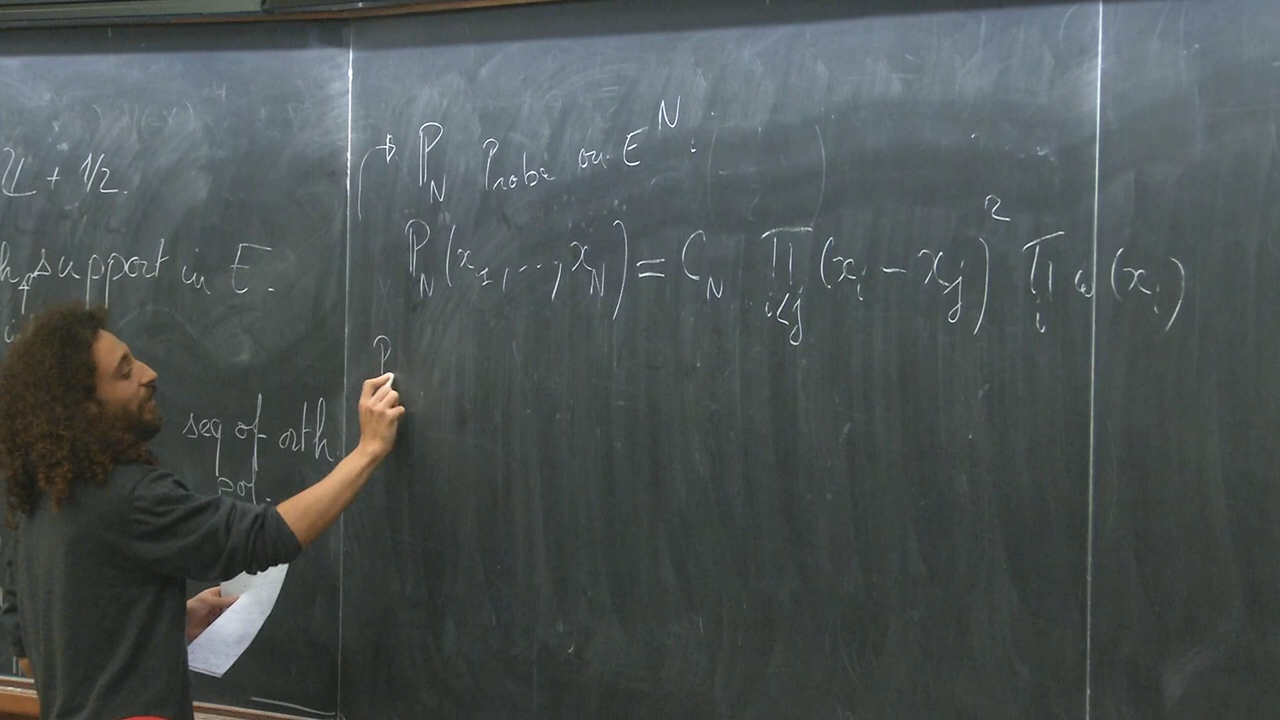 ℤ + 1/2.
support in E.
seq of orth.
pol.
→ ℙ_N Proba on E^N.
ℙ_N(x_1, ..., x_N) = C_N ∏_{i<j} (x_i - x_j)^2 ∏_i ω(x_i)
P